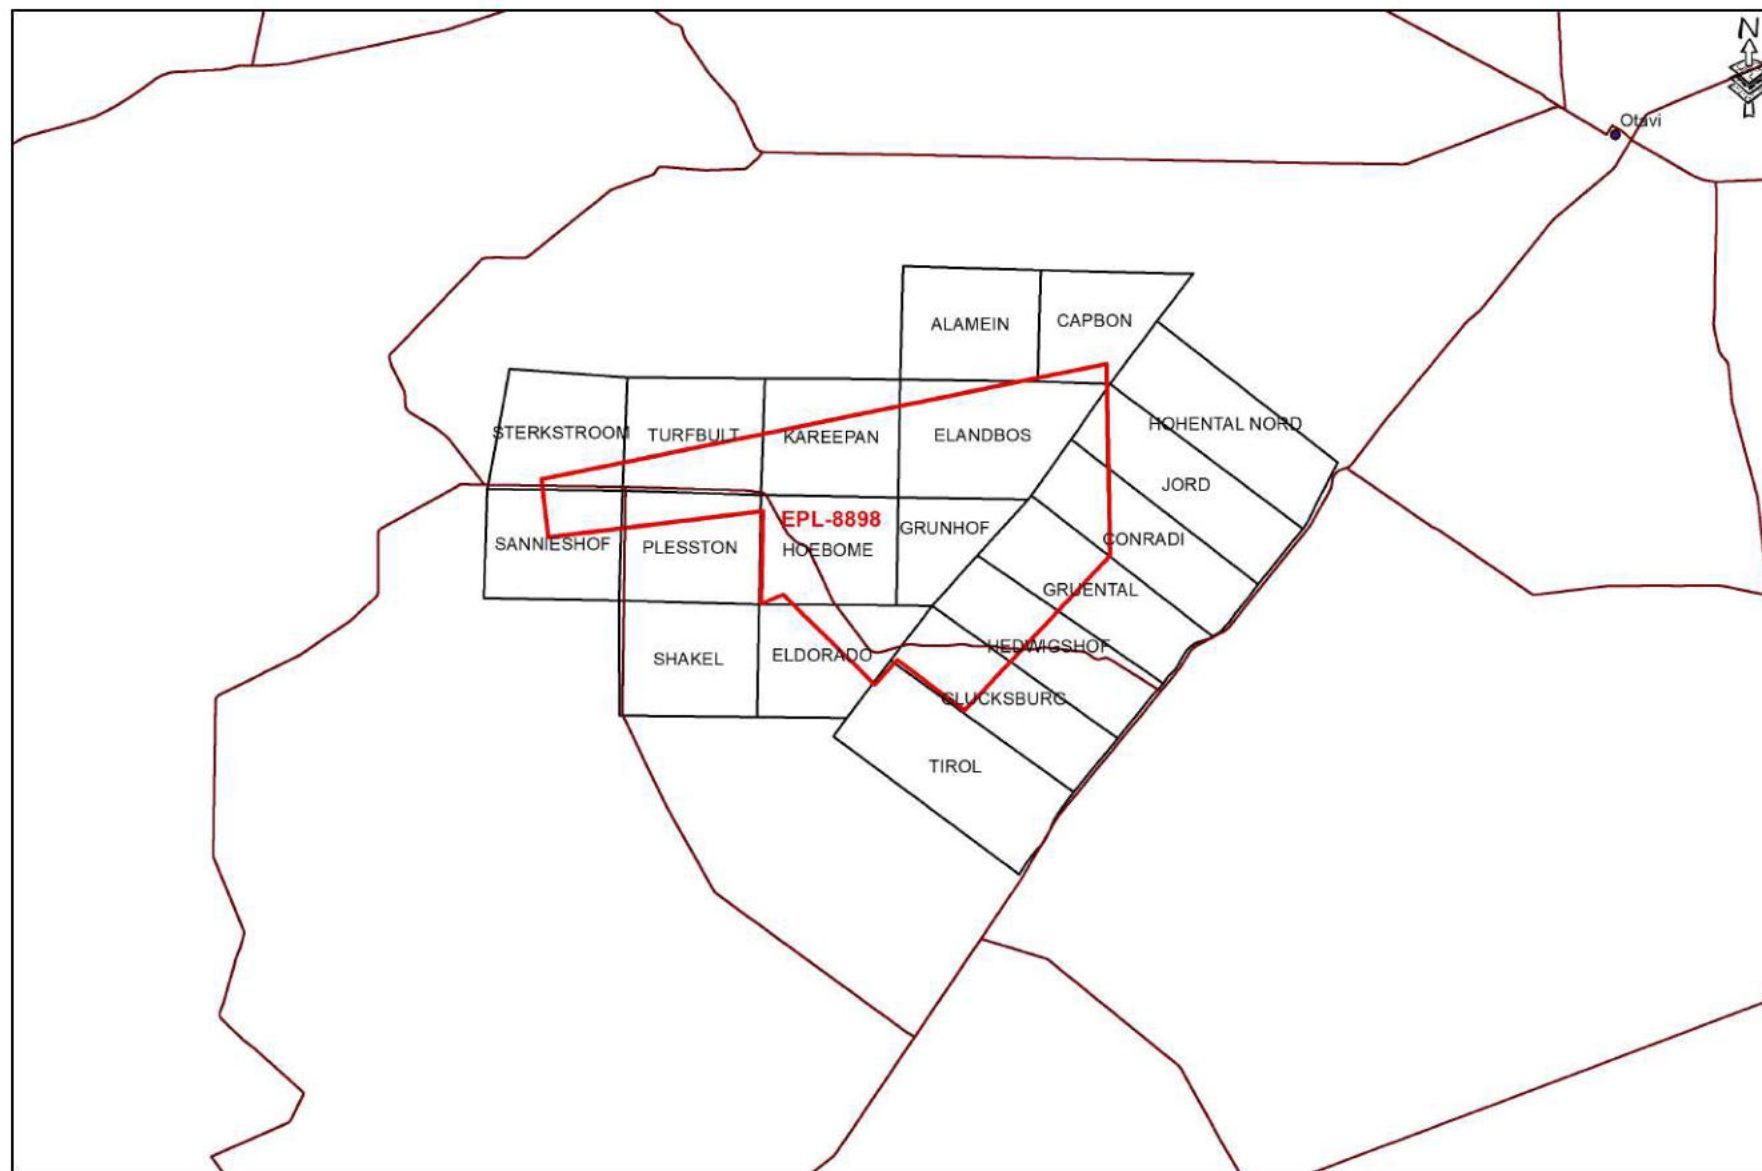 N
Otavi
ALAMEIN
CAPBON
STERKSTROOM
TURFBULT
KAREEPAN
ELANDBOS
HOHENTAL NORD
JORD
EPL-8898
GRUNHOF
SANNIESHOF
PLESSTON
HOEBOME
CONRADI
GRUENTAL
SHAKEL
ELDORADO
HEDWIGSHOF
GLUCKSBURG
TIROL